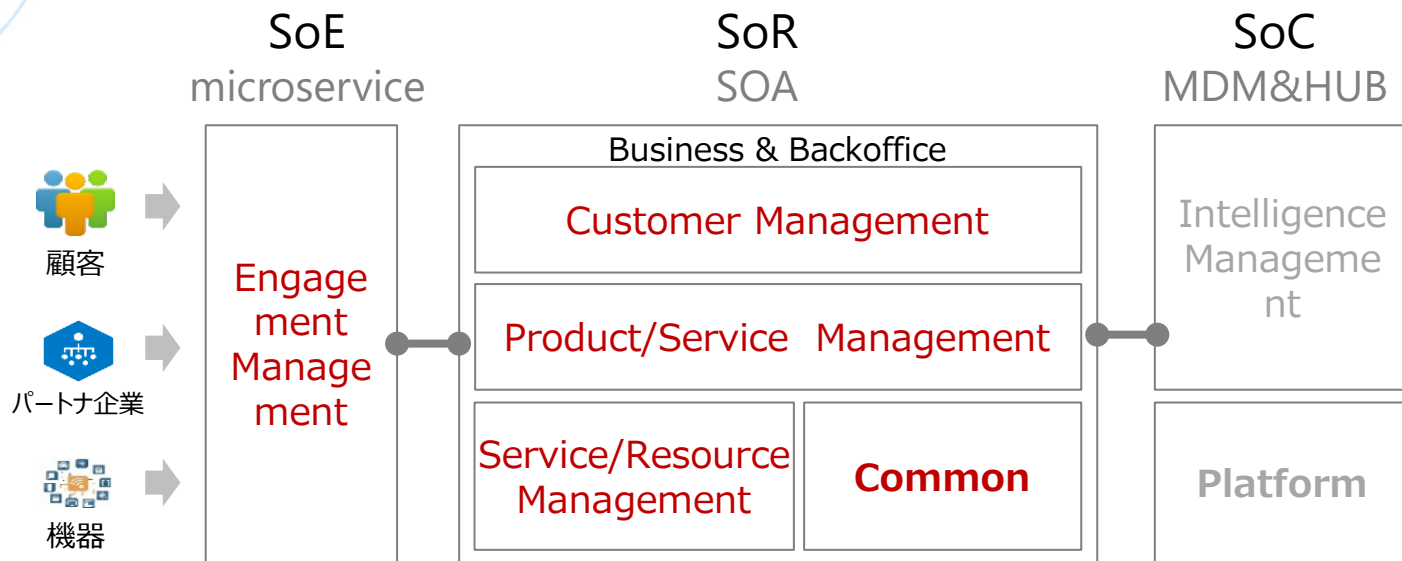 SoE
microservice
SoR
SOA
SoC
MDM&HUB
顧客
パートナ企業
機器
Engage
ment
Manage
ment
Business & Backoffice
Customer Management
Product/Service Management
Service/Resource
Management
Common
Intelligence
Manageme
nt
Platform